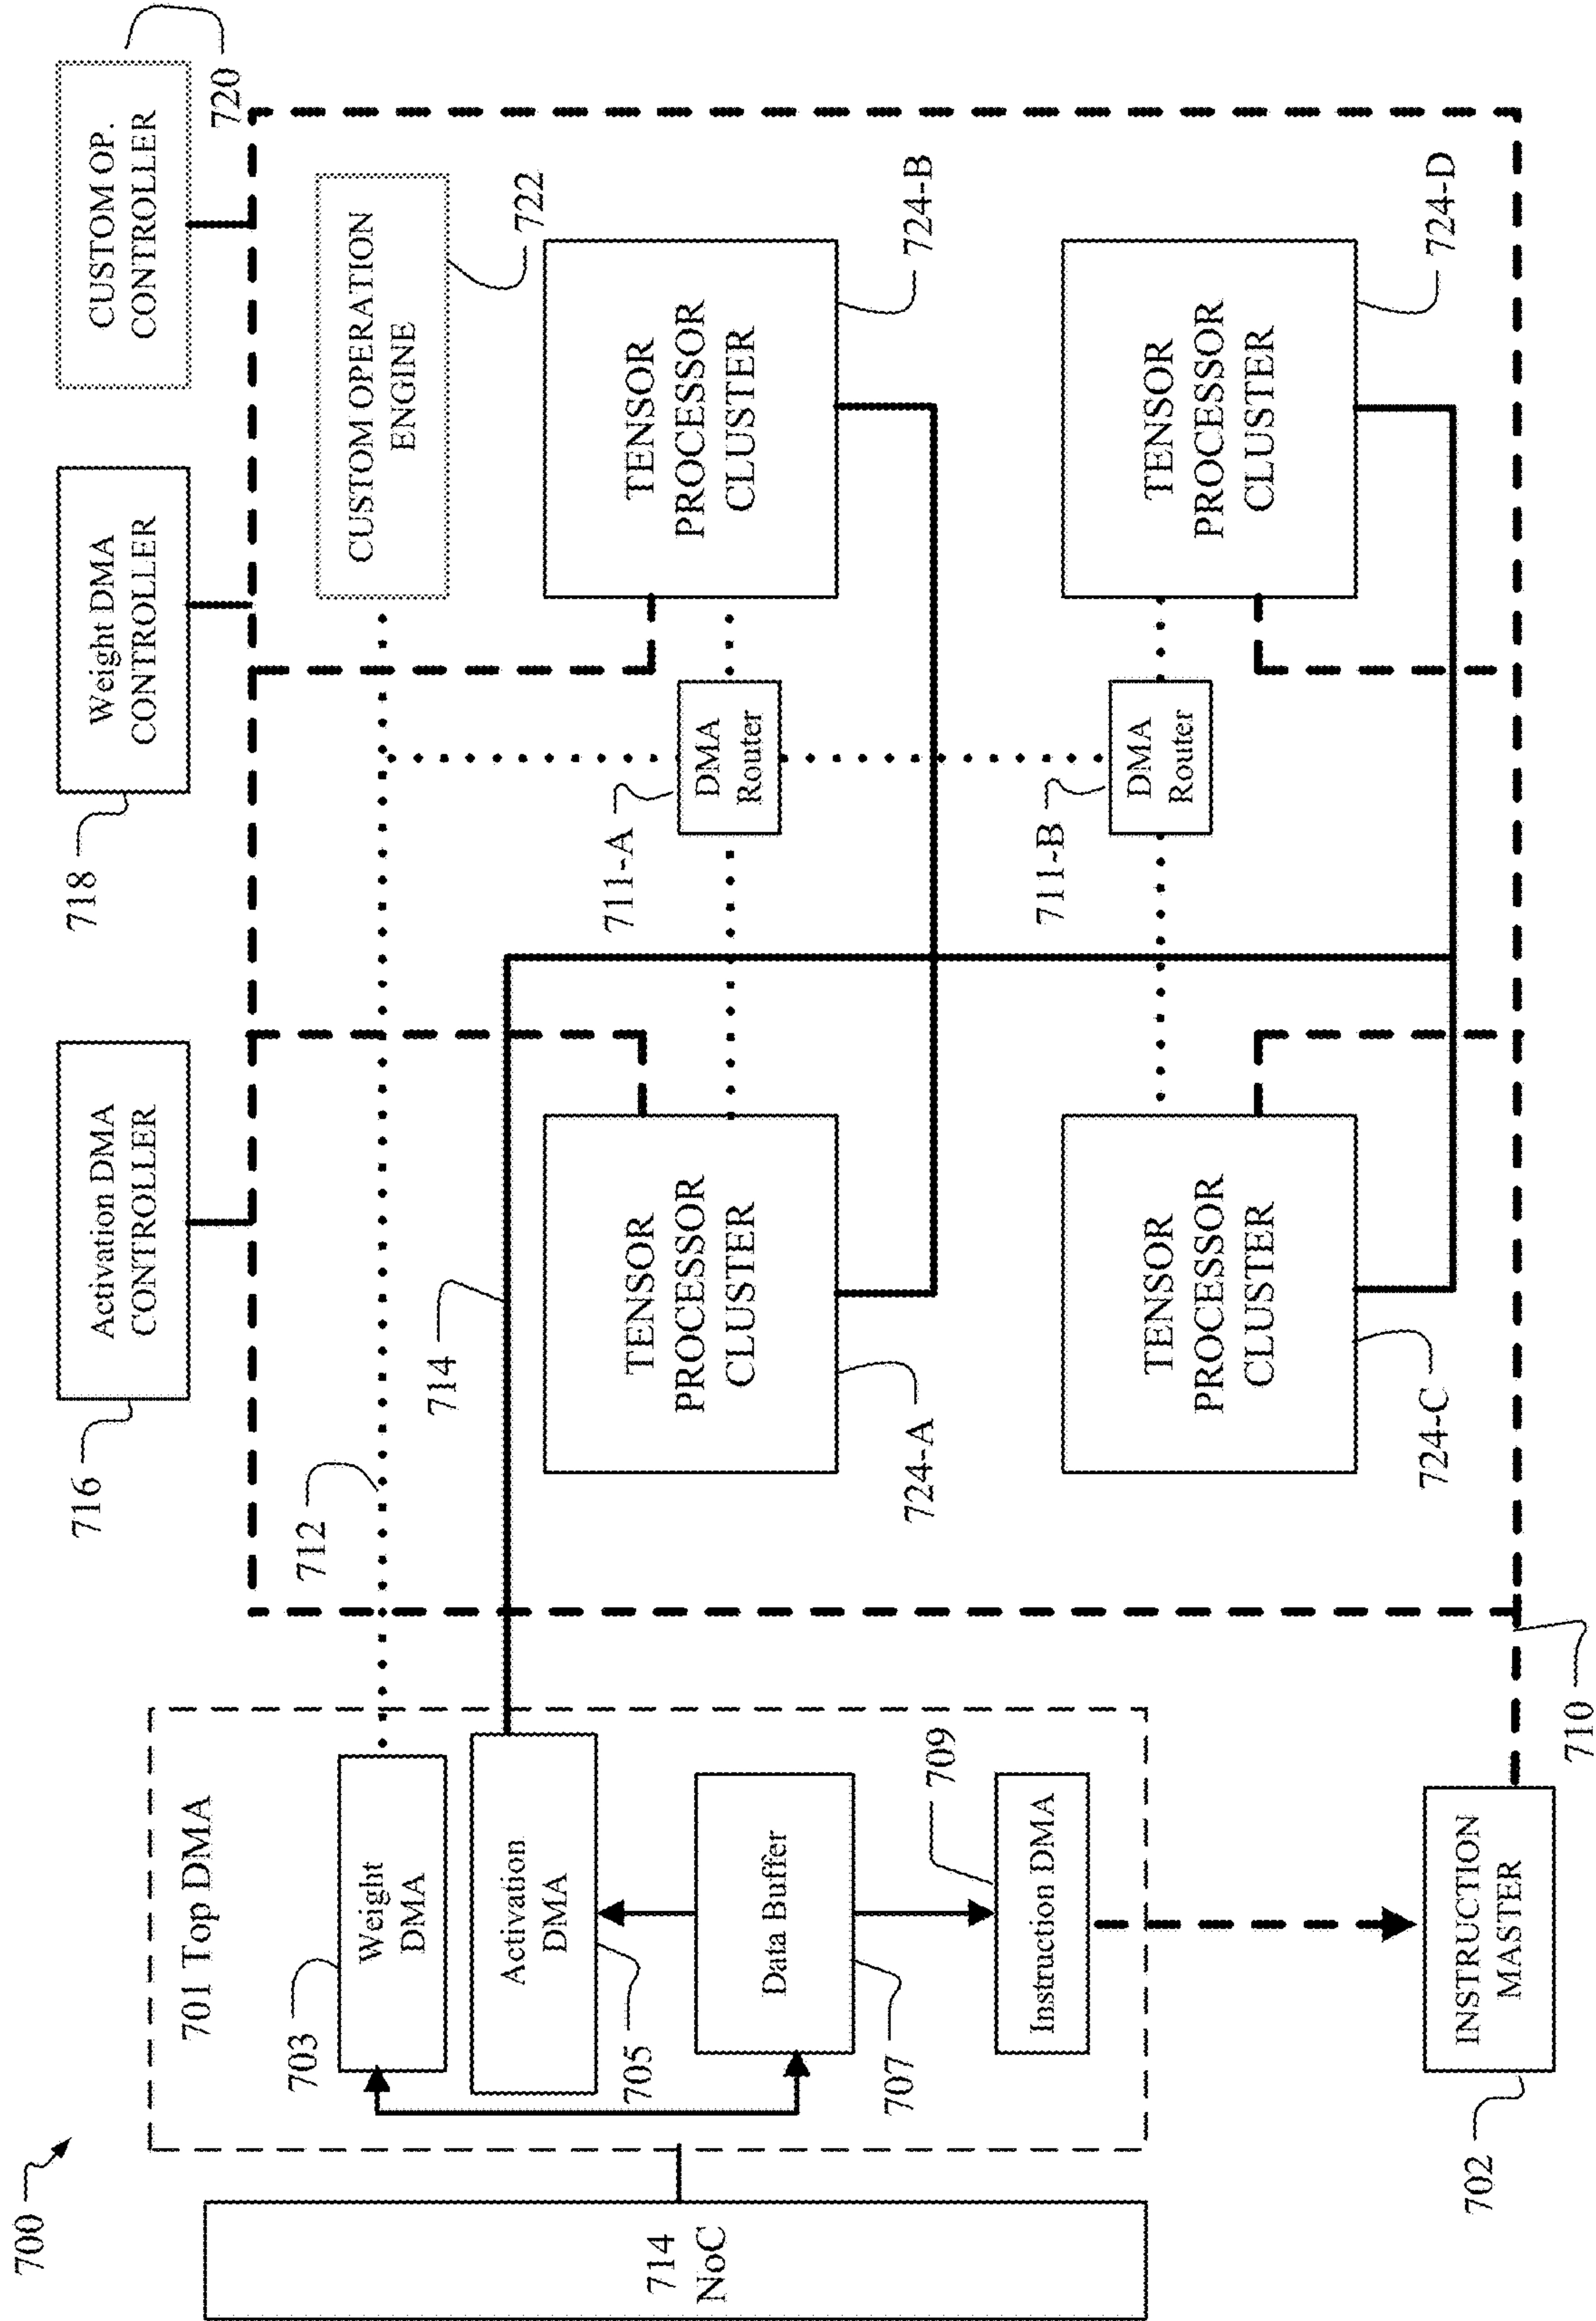 700
714
NoC
701 Top DMA
703
Weight
DMA
Activation
DMA
705
Data Buffer
707
709
Instruction DMA
INSTRUCTION
MASTER
702
710
712
714
716
Activation DMA
CONTROLLER
718
Weight DMA
CONTROLLER
CUSTOM OP.
CONTROLLER
720
CUSTOM OPERATION
ENGINE
722
TENSOR
PROCESSOR
CLUSTER
724-A
711-A
DMA
Router
TENSOR
PROCESSOR
CLUSTER
724-B
TENSOR
PROCESSOR
CLUSTER
724-C
711-B
DMA
Router
TENSOR
PROCESSOR
CLUSTER
724-D